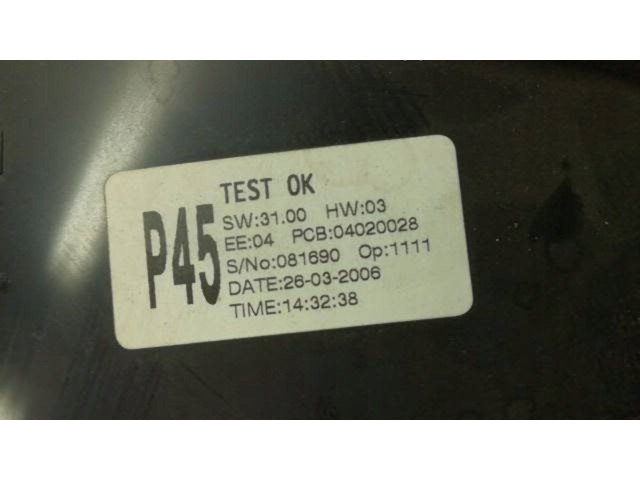 TEST OK
P45
SW:31.00 HW:03
EE:04 PCB:04020028
S/No:081690 Op:1111
DATE:26-03-2006
TIME:14:32:38